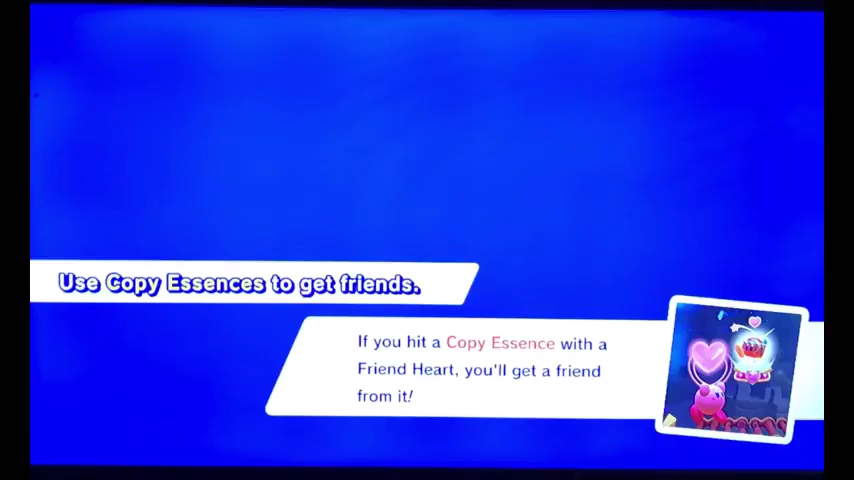 Use Copy Essences to get friends.
If you hit a Copy Essence with a
Friend Heart, you'll get a friend
from it!